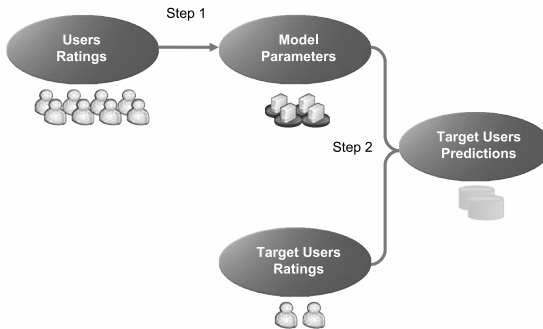 Step 1
Users
Ratings
Model
Parameters
Step 2
Target Users
Predictions
Target Users
Ratings